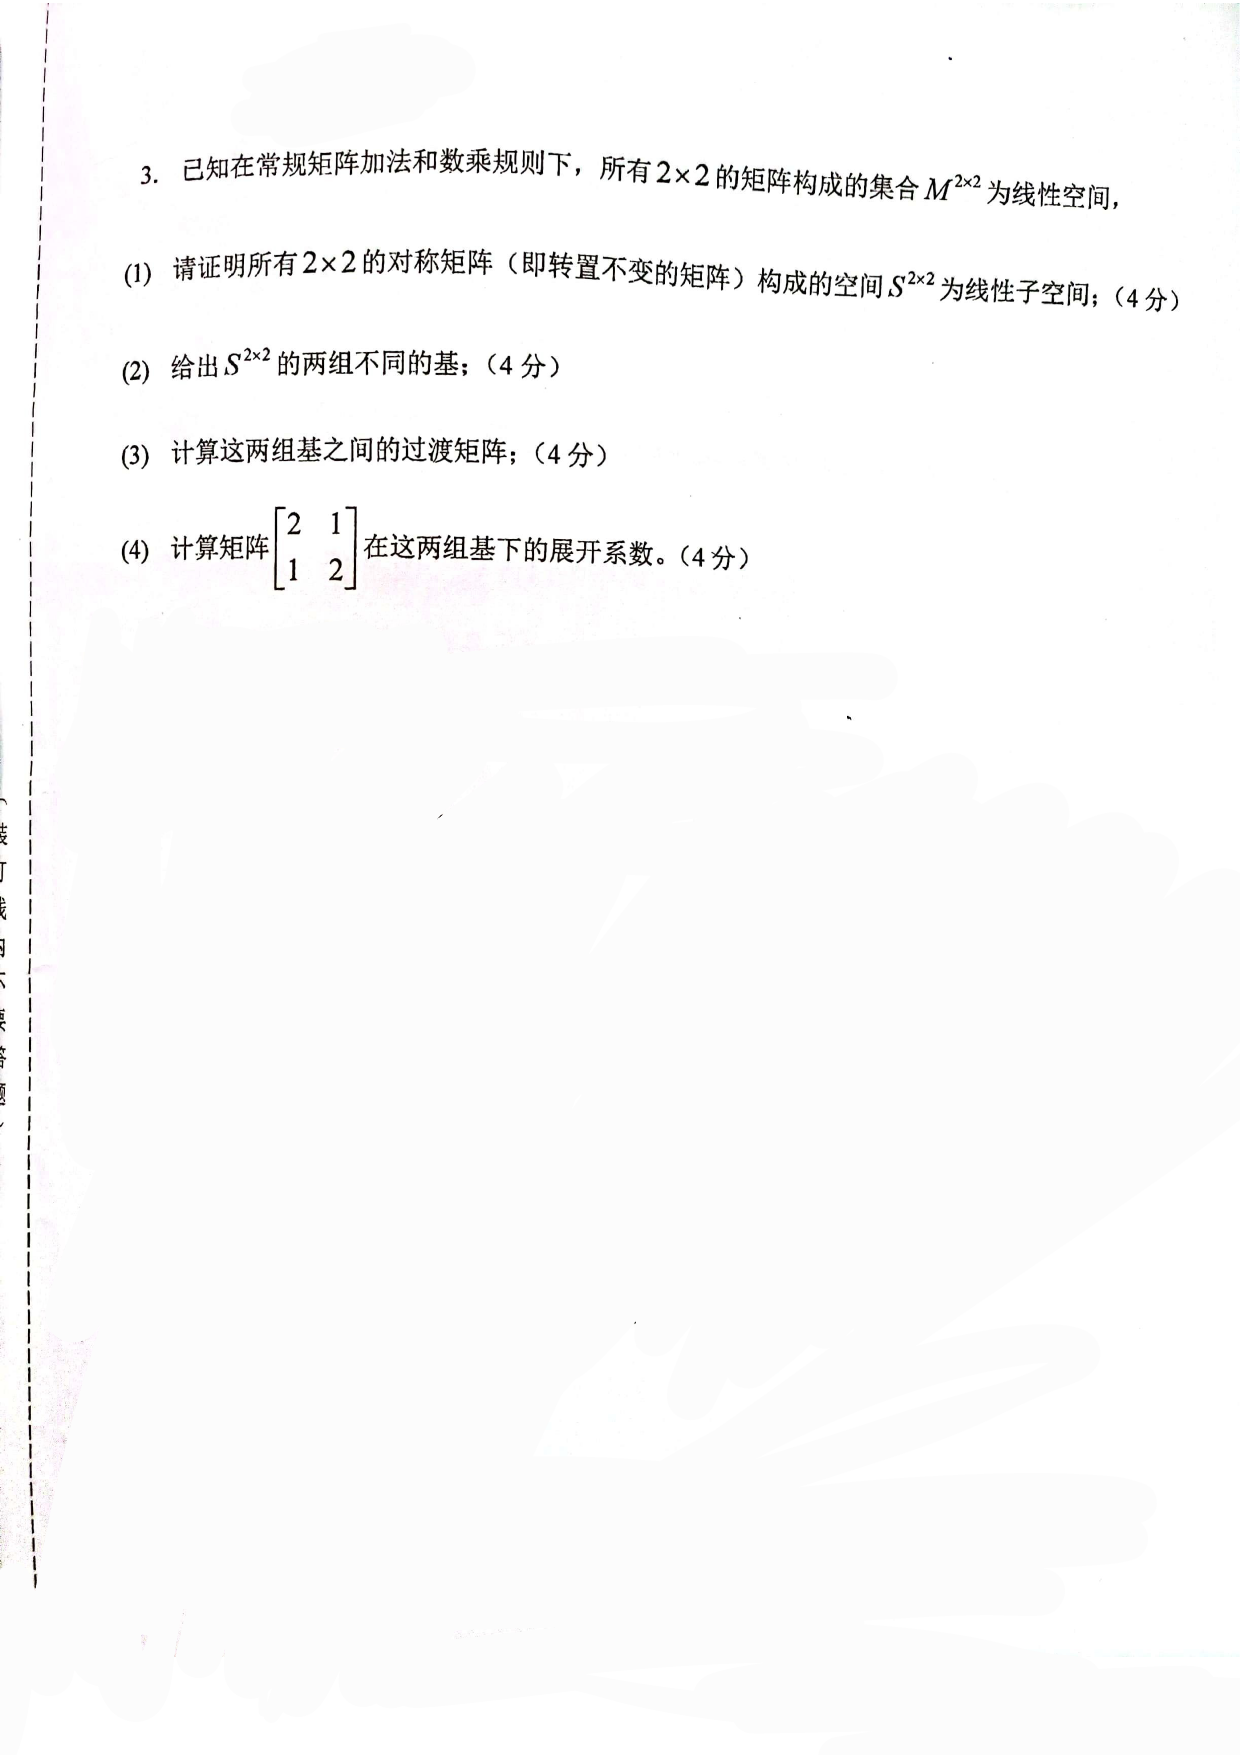 3. 已知在常规矩阵加法和数乘规则下，所有2×2的矩阵构成的集合 M^{2×2} 为线性空间，
(1) 请证明所有2×2的对称矩阵（即转置不变的矩阵）构成的空间 S^{2×2} 为线性子空间；（4 分）
(2) 给出 S^{2×2} 的两组不同的基；（4 分）
(3) 计算这两组基之间的过渡矩阵；（4 分）
(4) 计算矩阵 [2 1; 1 2] 在这两组基下的展开系数。（4 分）